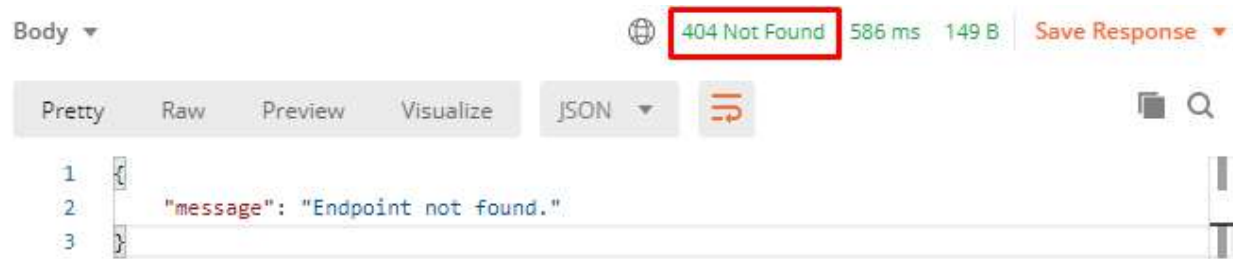 Body 404 Not Found 586 ms 149 B Save Response
Pretty Raw Preview Visualize JSON
1 {
2 "message": "Endpoint not found."
3 }